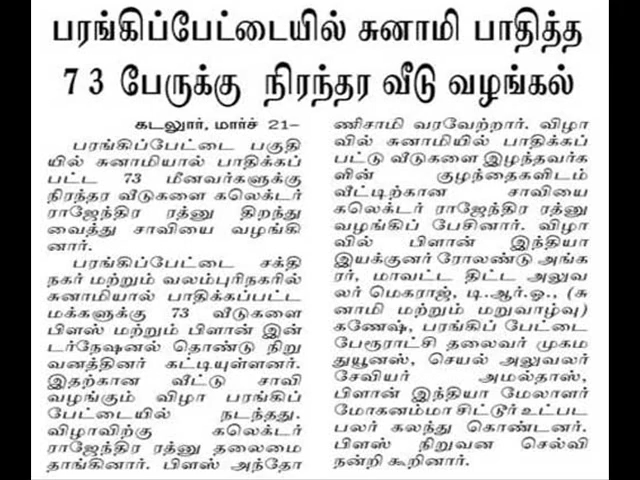 பரங்கிப்பேட்டையில் சுனாமி பாதித்த
73 பேருக்கு நிரந்தர வீடு வழங்கல்
கடலூர், மார்ச் 21–
பரங்கிப்பேட்டை பகுதி
யில் சுனாமியால் பாதிக்கப்
பட்ட 73 மீனவர்களுக்கு
நிரந்தர வீடுகளை கலெக்டர்
ராஜேந்திர ரத்னு திறந்து
வைத்து சாவியை வழங்கி
னார்.
பரங்கிப்பேட்டை சக்தி
நகர் மற்றும் வலம்புரிநகரில்
சுனாமியால் பாதிக்கப்பட்ட
மக்களுக்கு 73 வீடுகளை
பிளஸ் மற்றும் பிளான் இன்
டர்நேஷனல் தொண்டு நிறு
வனத்தினர் கட்டியுள்ளனர்.
இதற்கான வீட்டு சாவி
வழங்கும் விழா பரங்கிப்
பேட்டையில் நடந்தது.
விழாவிற்கு கலெக்டர்
ராஜேந்திர ரத்னு தலைமை
தாங்கினார். பிளஸ் அந்தோ
ணிசாமி வரவேற்றார். விழா
வில் சுனாமியில் பாதிக்கப்
பட்டு வீடுகளை இழந்தவர்க
ளின் குழந்தைகளிடம்
வீட்டிற்கான சாவியை
கலெக்டர் ராஜேந்திர ரத்னு
வழங்கிப் பேசினார். விழா
வில் பிளான் இந்தியா
இயக்குனர் ரோலண்டு அங்க
ரர், மாவட்ட திட்ட அலுவ
லர் மெகராஜ், டி.ஆர்.ஓ., (சு
னாமி மற்றும் மறுவாழ்வு)
கணேஷ், பரங்கிப் பேட்டை
பேரூராட்சி தலைவர் முகம
துயூனஸ், செயல் அலுவலர்
சேவியர் அமல்தாஸ்,
பிளான் இந்தியா மேலாளர்
மோகனம்மா சிட்டூர் உட்பட
பலர் கலந்து கொண்டனர்.
பிளஸ் நிறுவன செல்வி
நன்றி கூறினார்.